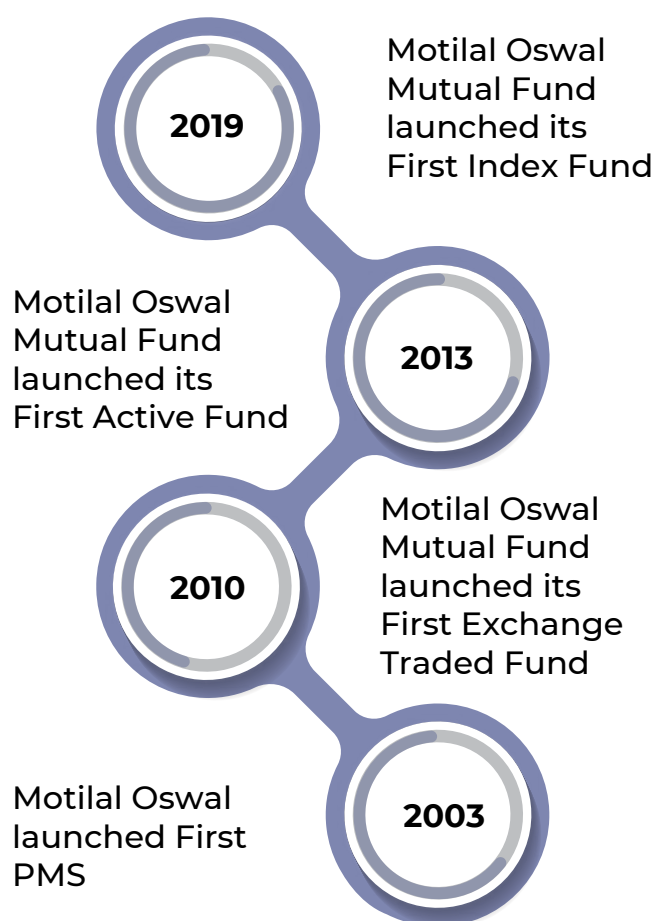 2019
Motilal Oswal
Mutual Fund
launched its
First Index Fund
Motilal Oswal
Mutual Fund
launched its
First Active Fund
2013
2010
Motilal Oswal
Mutual Fund
launched its
First Exchange
Traded Fund
Motilal Oswal
launched First
PMS
2003